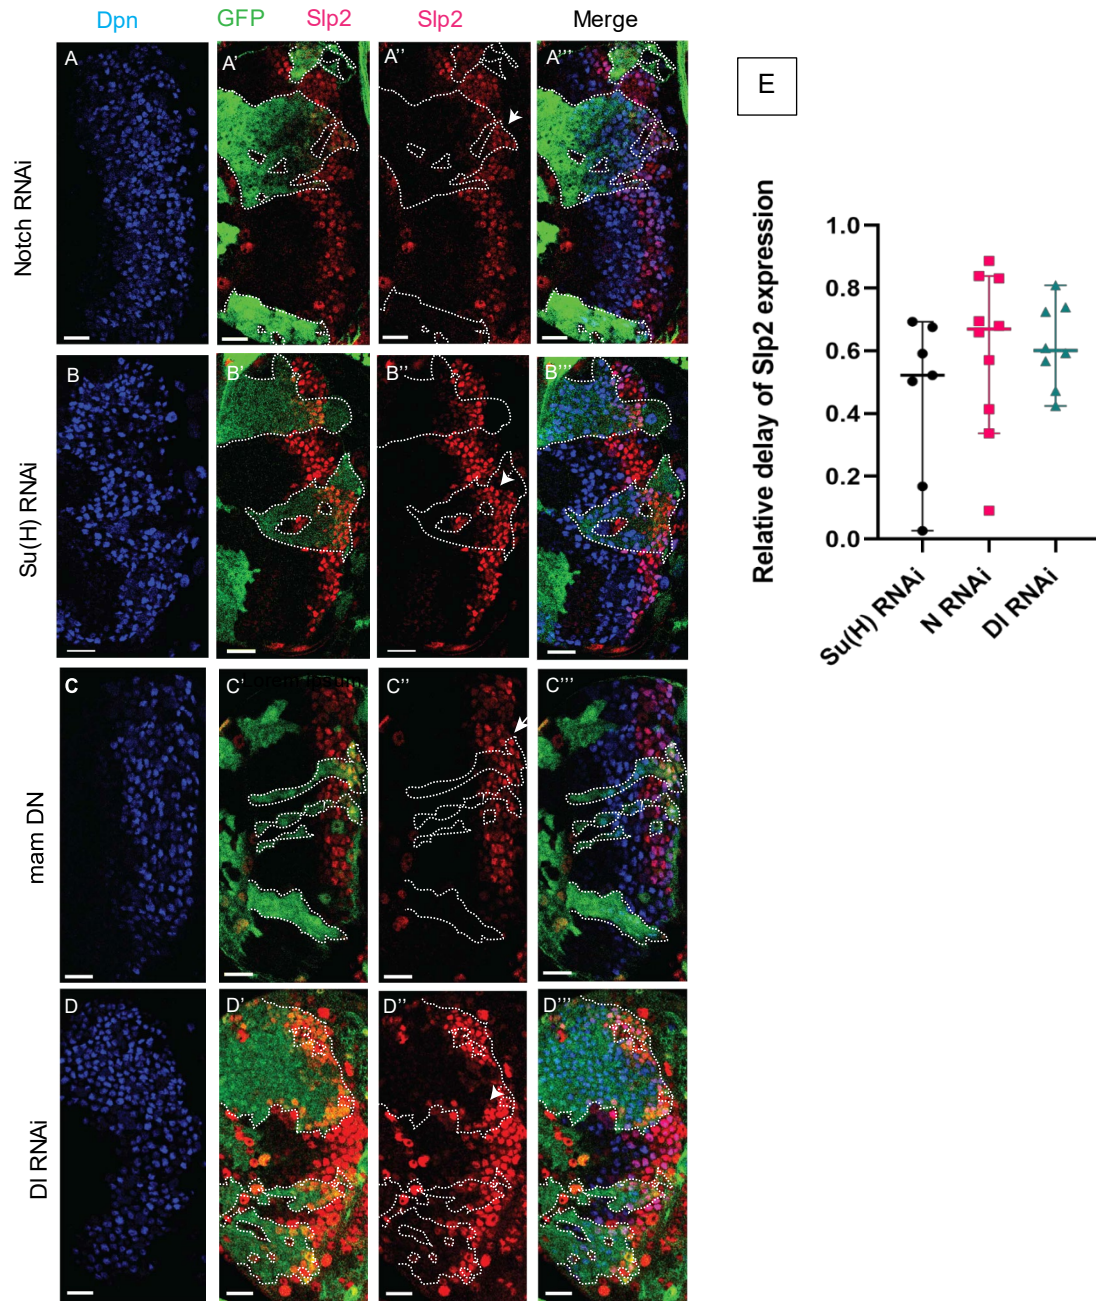 Dpn GFP Slp2 Slp2 Merge
Notch RNAi
A A' A'' A'''
Su(H) RNAi
B B' B'' B'''
mam DN
C C' C'' C'''
Dl RNAi
D D' D'' D'''
E
Relative delay of Slp2 expression
1.0
0.8
0.6
0.4
0.2
0.0
Su(H) RNAi
N RNAi
Dl RNAi